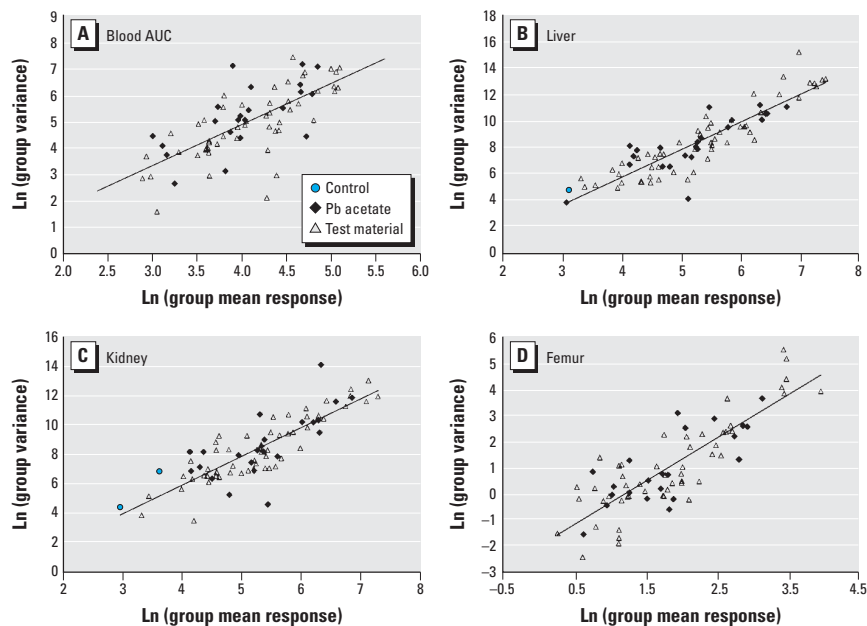 A Blood AUC
Ln (group variance)
9
8
7
6
5
4
3
2
1
0
2.0 2.5 3.0 3.5 4.0 4.5 5.0 5.5 6.0
Ln (group mean response)
Control
Pb acetate
Test material
B Liver
Ln (group variance)
18
16
14
12
10
8
6
4
2
0
2 3 4 5 6 7 8
Ln (group mean response)
C Kidney
Ln (group variance)
16
14
12
10
8
6
4
2
0
2 3 4 5 6 7 8
Ln (group mean response)
D Femur
Ln (group variance)
6
5
4
3
2
1
0
−1
−2
−3
−0.5 0.5 1.5 2.5 3.5 4.5
Ln (group mean response)